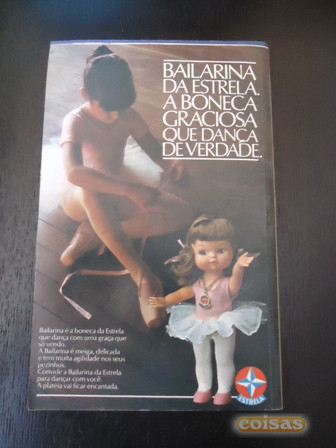 BAILARINA
DA ESTRELA.
A BONECA
GRACIOSA
QUE DANÇA
DE VERDADE.
Bailarina é a boneca da Estrela
que dança com uma graça que
só vendo.
A Bailarina é meiga, delicada
e tem muita agilidade nos seus
pezinhos.
Convide a Bailarina da Estrela
para dançar com você.
A platéia vai ficar encantada.
ESTRELA
coisas